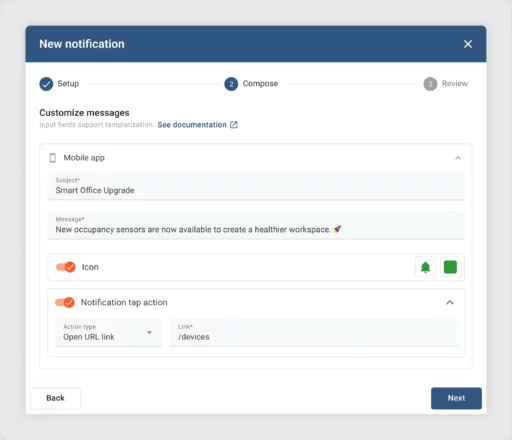 New notification
Setup
2 Compose
3 Review
Customize messages
Input fields support templatization. See documentation
Mobile app
Subject*
Smart Office Upgrade
Message*
New occupancy sensors are now available to create a healthier workspace. 🚀
Icon
Notification tap action
Action type
Open URL link
Link*
/devices
Back
Next